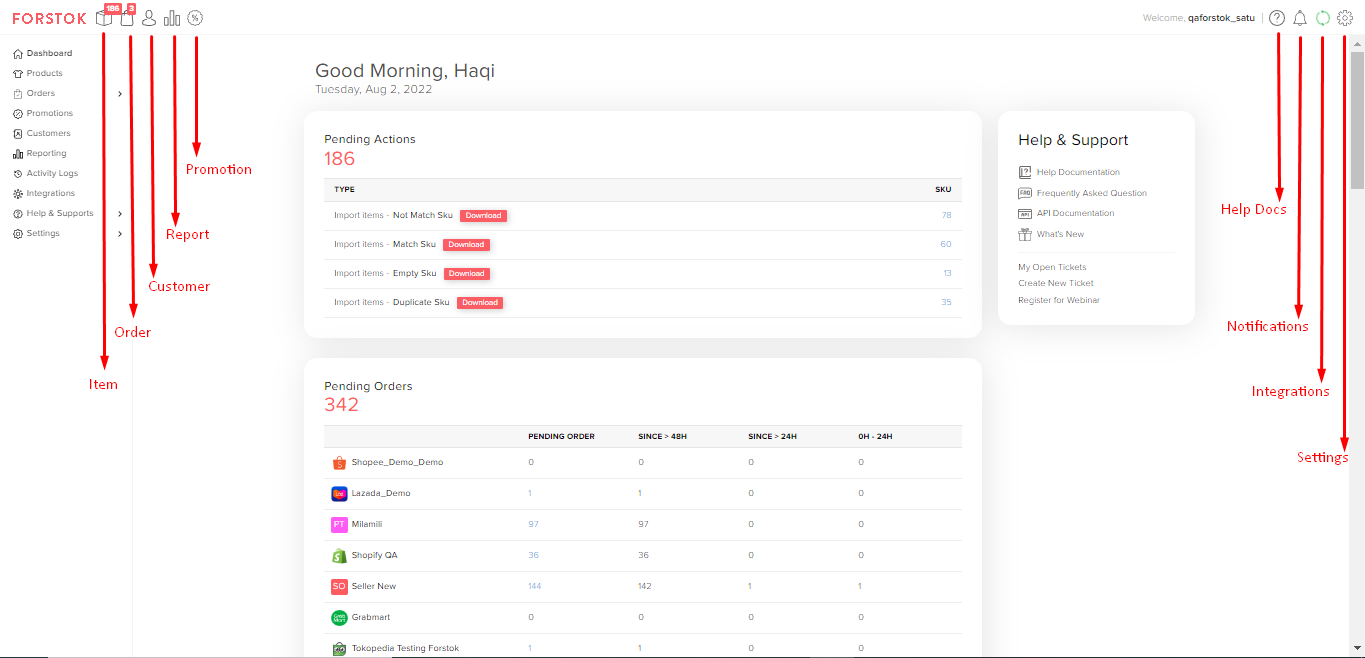 FORSTOK 186 3 Welcome, qaforstok_satu
Dashboard
Products
Orders
Promotions
Customers
Reporting
Activity Logs
Integrations
Help & Supports
Settings
Promotion
Report
Customer
Order
Item
Good Morning, Haqi
Tuesday, Aug 2, 2022
Pending Actions
186
TYPE SKU
Import items - Not Match Sku Download 78
Import items - Match Sku Download 60
Import items - Empty Sku Download 13
Import items - Duplicate Sku Download 35
Help & Support
Help Documentation
FAQ Frequently Asked Question
API API Documentation
What's New
My Open Tickets
Create New Ticket
Register for Webinar
Help Docs
Notifications
Integrations
Settings
Pending Orders
342
PENDING ORDER SINCE > 48H SINCE > 24H 0H - 24H
Shopee_Demo_Demo 0 0 0 0
Lazada_Demo 1 1 0 0
PT Milamili 97 97 0 0
Shopify QA 36 36 0 0
SO Seller New 144 142 1 1
Grabmart 0 0 0 0
Tokopedia Testing Forstok 1 1 0 0